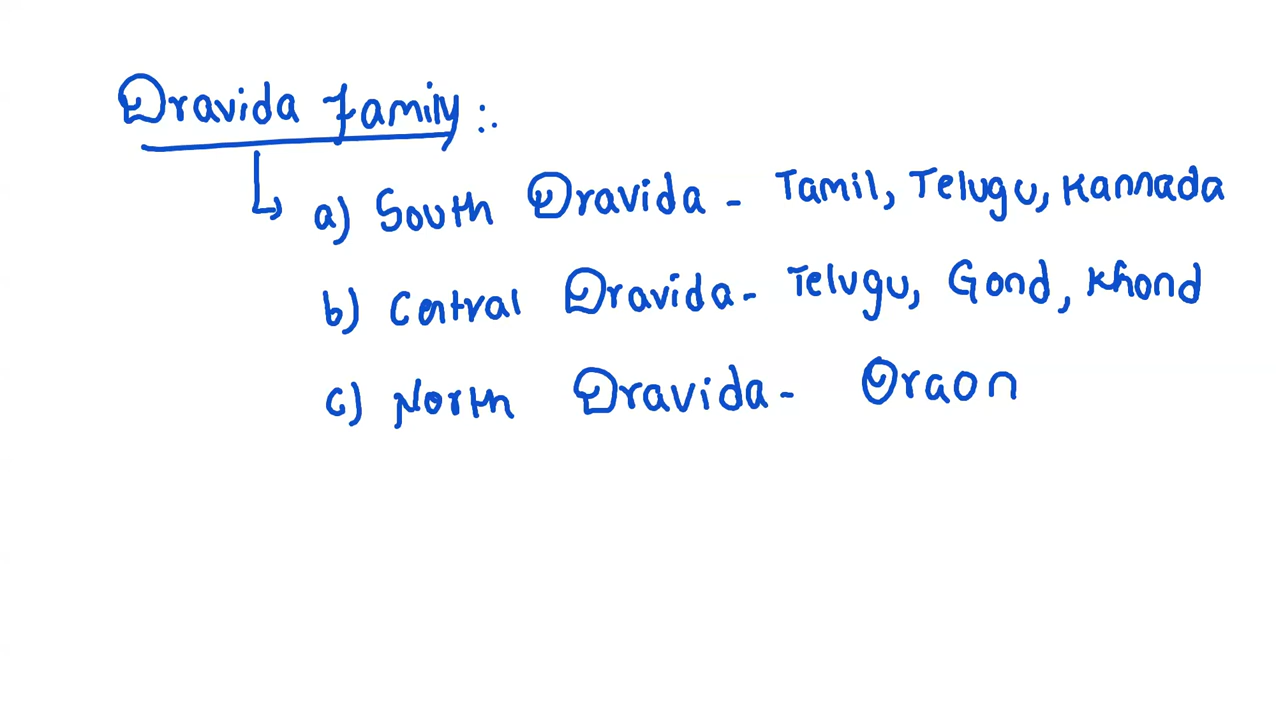 Dravida Family :-
a) South Dravida - Tamil, Telugu, Kannada
b) Central Dravida - Telugu, Gond, Khond
c) North Dravida - Oraon